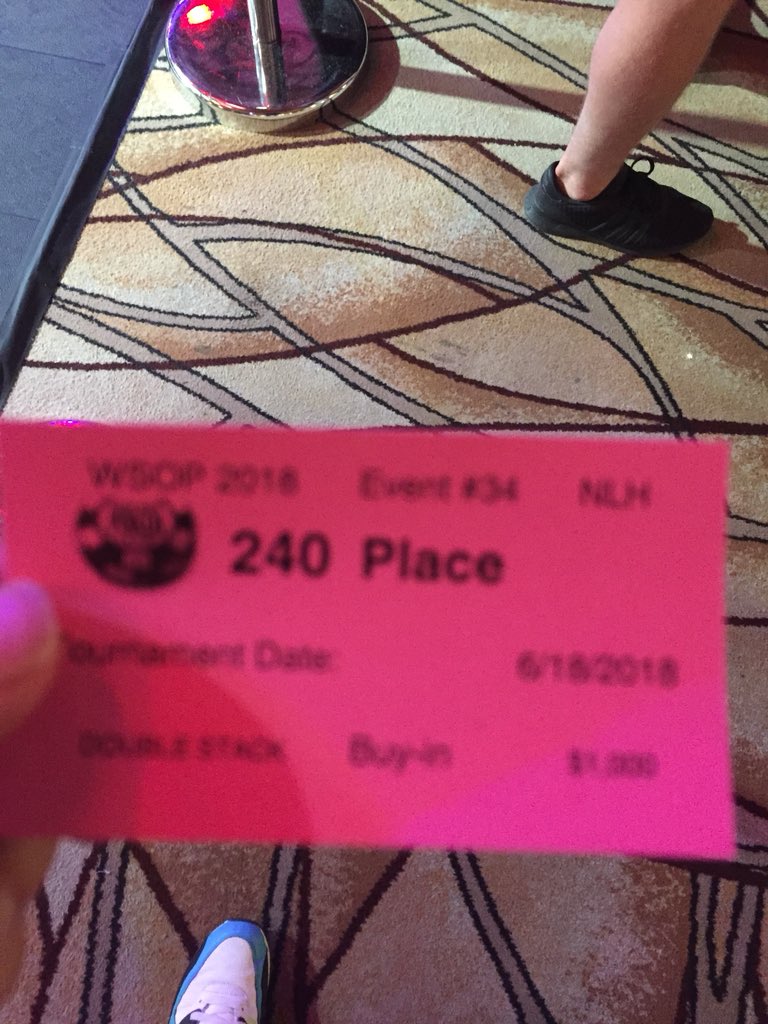 WSOP 2018 Event #34 NLH
240 Place
Tournament Date: 6/18/2018
DOUBLE STACK Buy-in $1,000